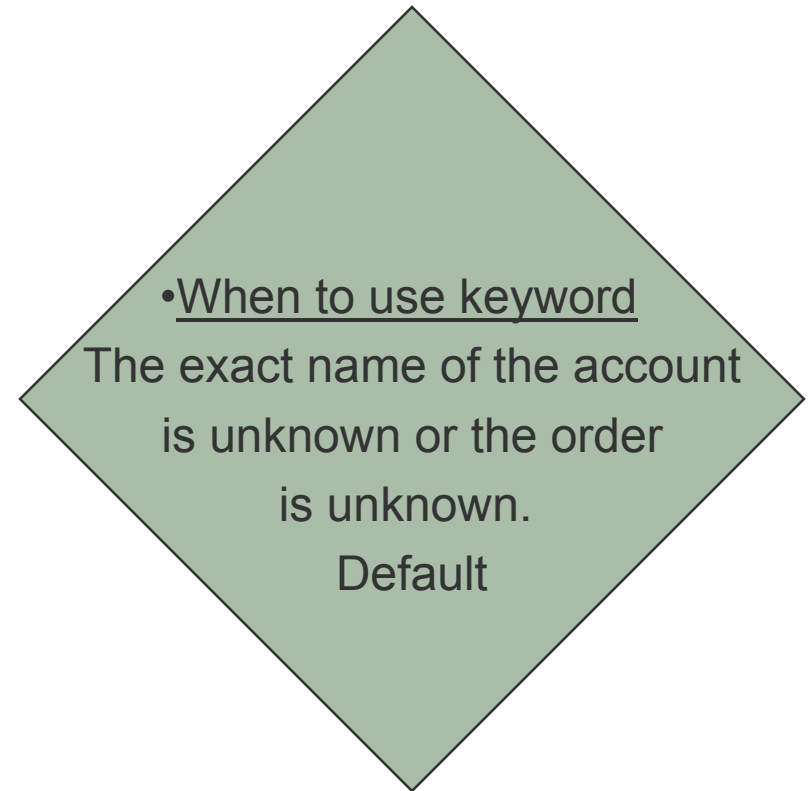 •When to use keyword
The exact name of the account
is unknown or the order
is unknown.
Default